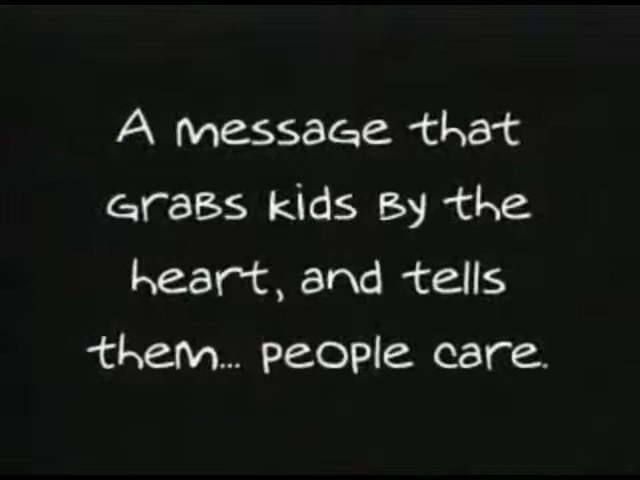 A message that
grabs kids by the
heart, and tells
them... people care.